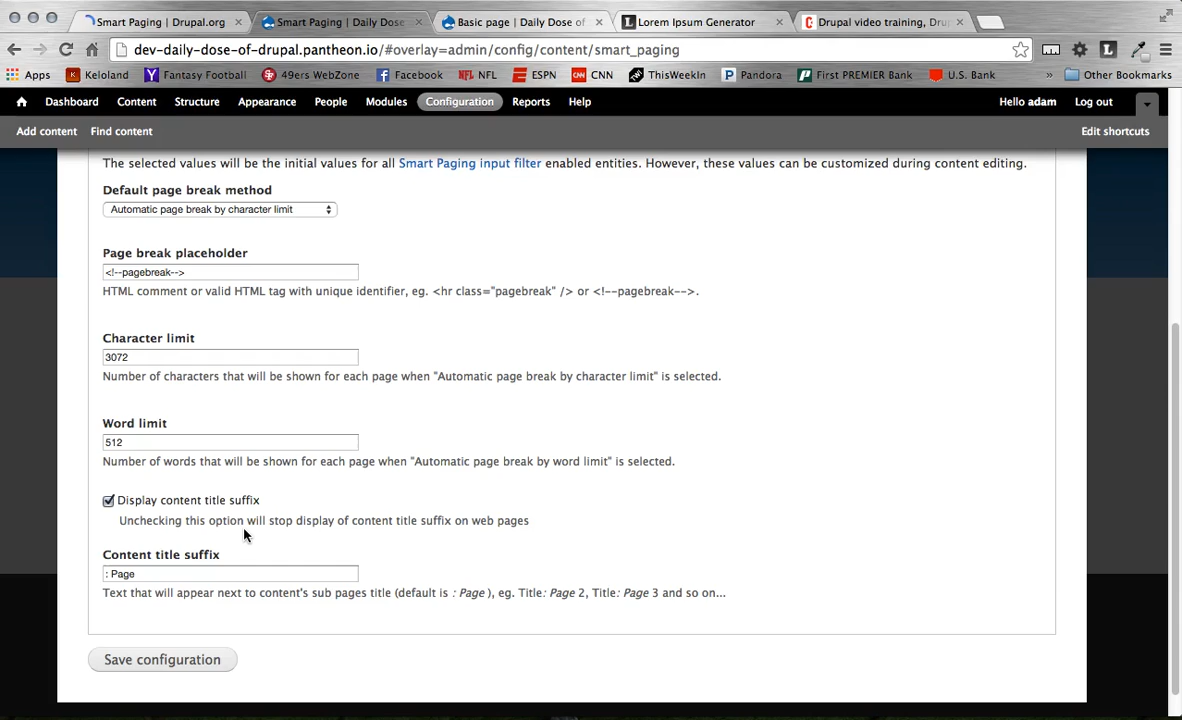 Smart Paging | Drupal.org
Smart Paging | Daily Dose
Basic page | Daily Dose of
Lorem Ipsum Generator
Drupal video training, Dru
dev-daily-dose-of-drupal.pantheon.io/#overlay=admin/config/content/smart_paging
Apps Keloland Fantasy Football 49ers WebZone Facebook NFL ESPN CNN ThisWeekIn Pandora First PREMIER Bank U.S. Bank » Other Bookmarks
Dashboard Content Structure Appearance People Modules Configuration Reports Help Hello adam Log out
Add content Find content Edit shortcuts
The selected values will be the initial values for all Smart Paging input filter enabled entities. However, these values can be customized during content editing.
Default page break method
Automatic page break by character limit
Page break placeholder
<!--pagebreak-->
HTML comment or valid HTML tag with unique identifier, eg. <hr class="pagebreak" /> or <!--pagebreak-->.
Character limit
3072
Number of characters that will be shown for each page when "Automatic page break by character limit" is selected.
Word limit
512
Number of words that will be shown for each page when "Automatic page break by word limit" is selected.
Display content title suffix
Unchecking this option will stop display of content title suffix on web pages
Content title suffix
: Page
Text that will appear next to content's sub pages title (default is : Page ), eg. Title: Page 2, Title: Page 3 and so on...
Save configuration